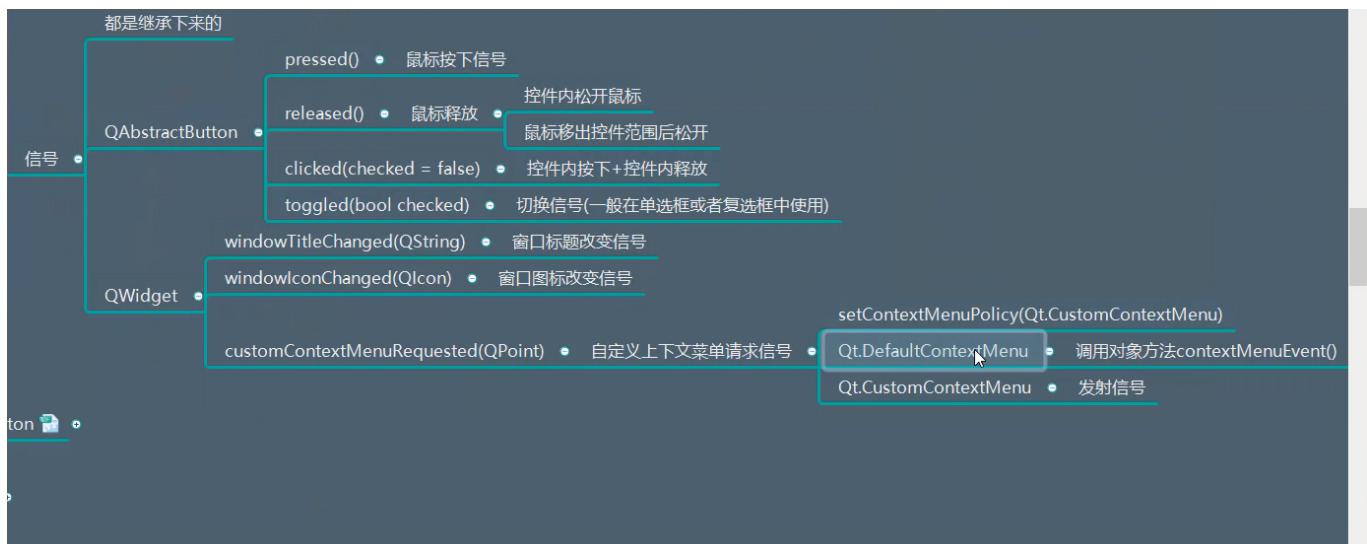 都是继承下来的
pressed() 鼠标按下信号
控件内松开鼠标
released() 鼠标释放
QAbstractButton 鼠标移出控件范围后松开
信号
clicked(checked = false) 控件内按下+控件内释放
toggled(bool checked) 切换信号(一般在单选框或者复选框中使用)
windowTitleChanged(QString) 窗口标题改变信号
windowIconChanged(QIcon) 窗口图标改变信号
QWidget
setContextMenuPolicy(Qt.CustomContextMenu)
customContextMenuRequested(QPoint) 自定义上下文菜单请求信号 Qt.DefaultContextMenu 调用对象方法contextMenuEvent()
Qt.CustomContextMenu 发射信号
ton